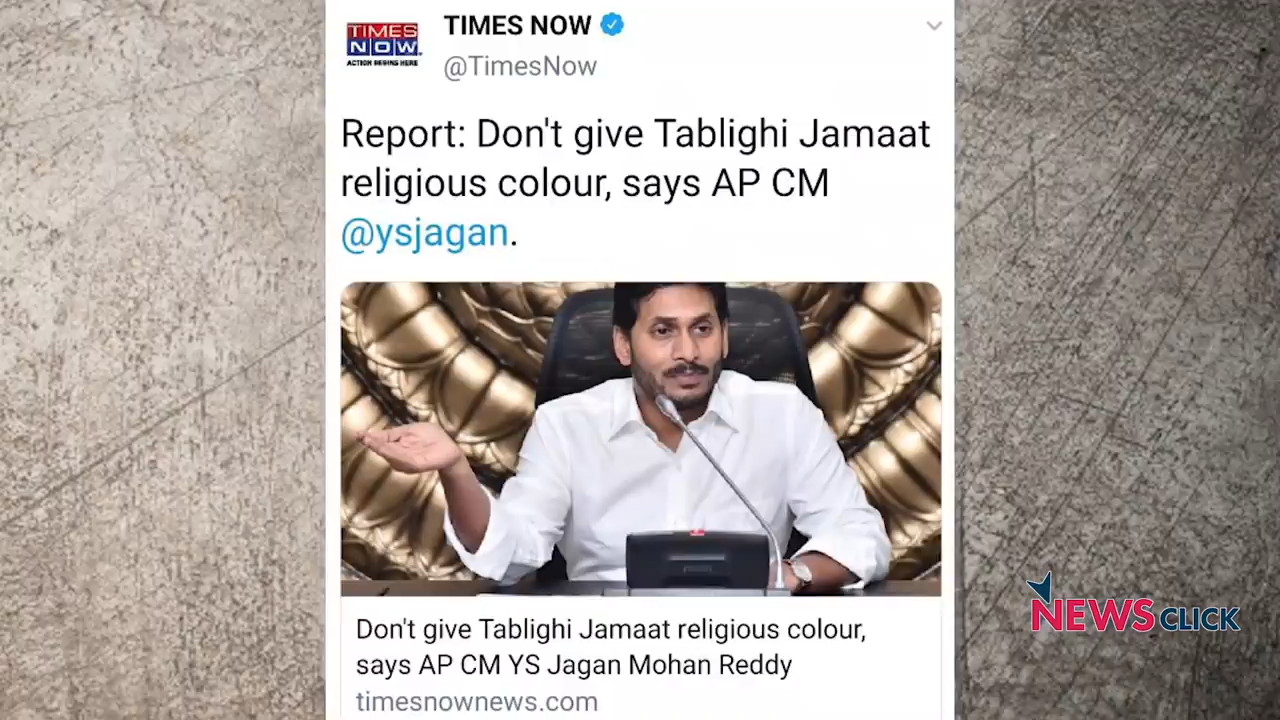 TIMES NOW
ACTION BEGINS HERE
TIMES NOW
@TimesNow
Report: Don't give Tablighi Jamaat
religious colour, says AP CM
@ysjagan.
Don't give Tablighi Jamaat religious colour,
says AP CM YS Jagan Mohan Reddy
timesnownews.com
NEWSCLICK